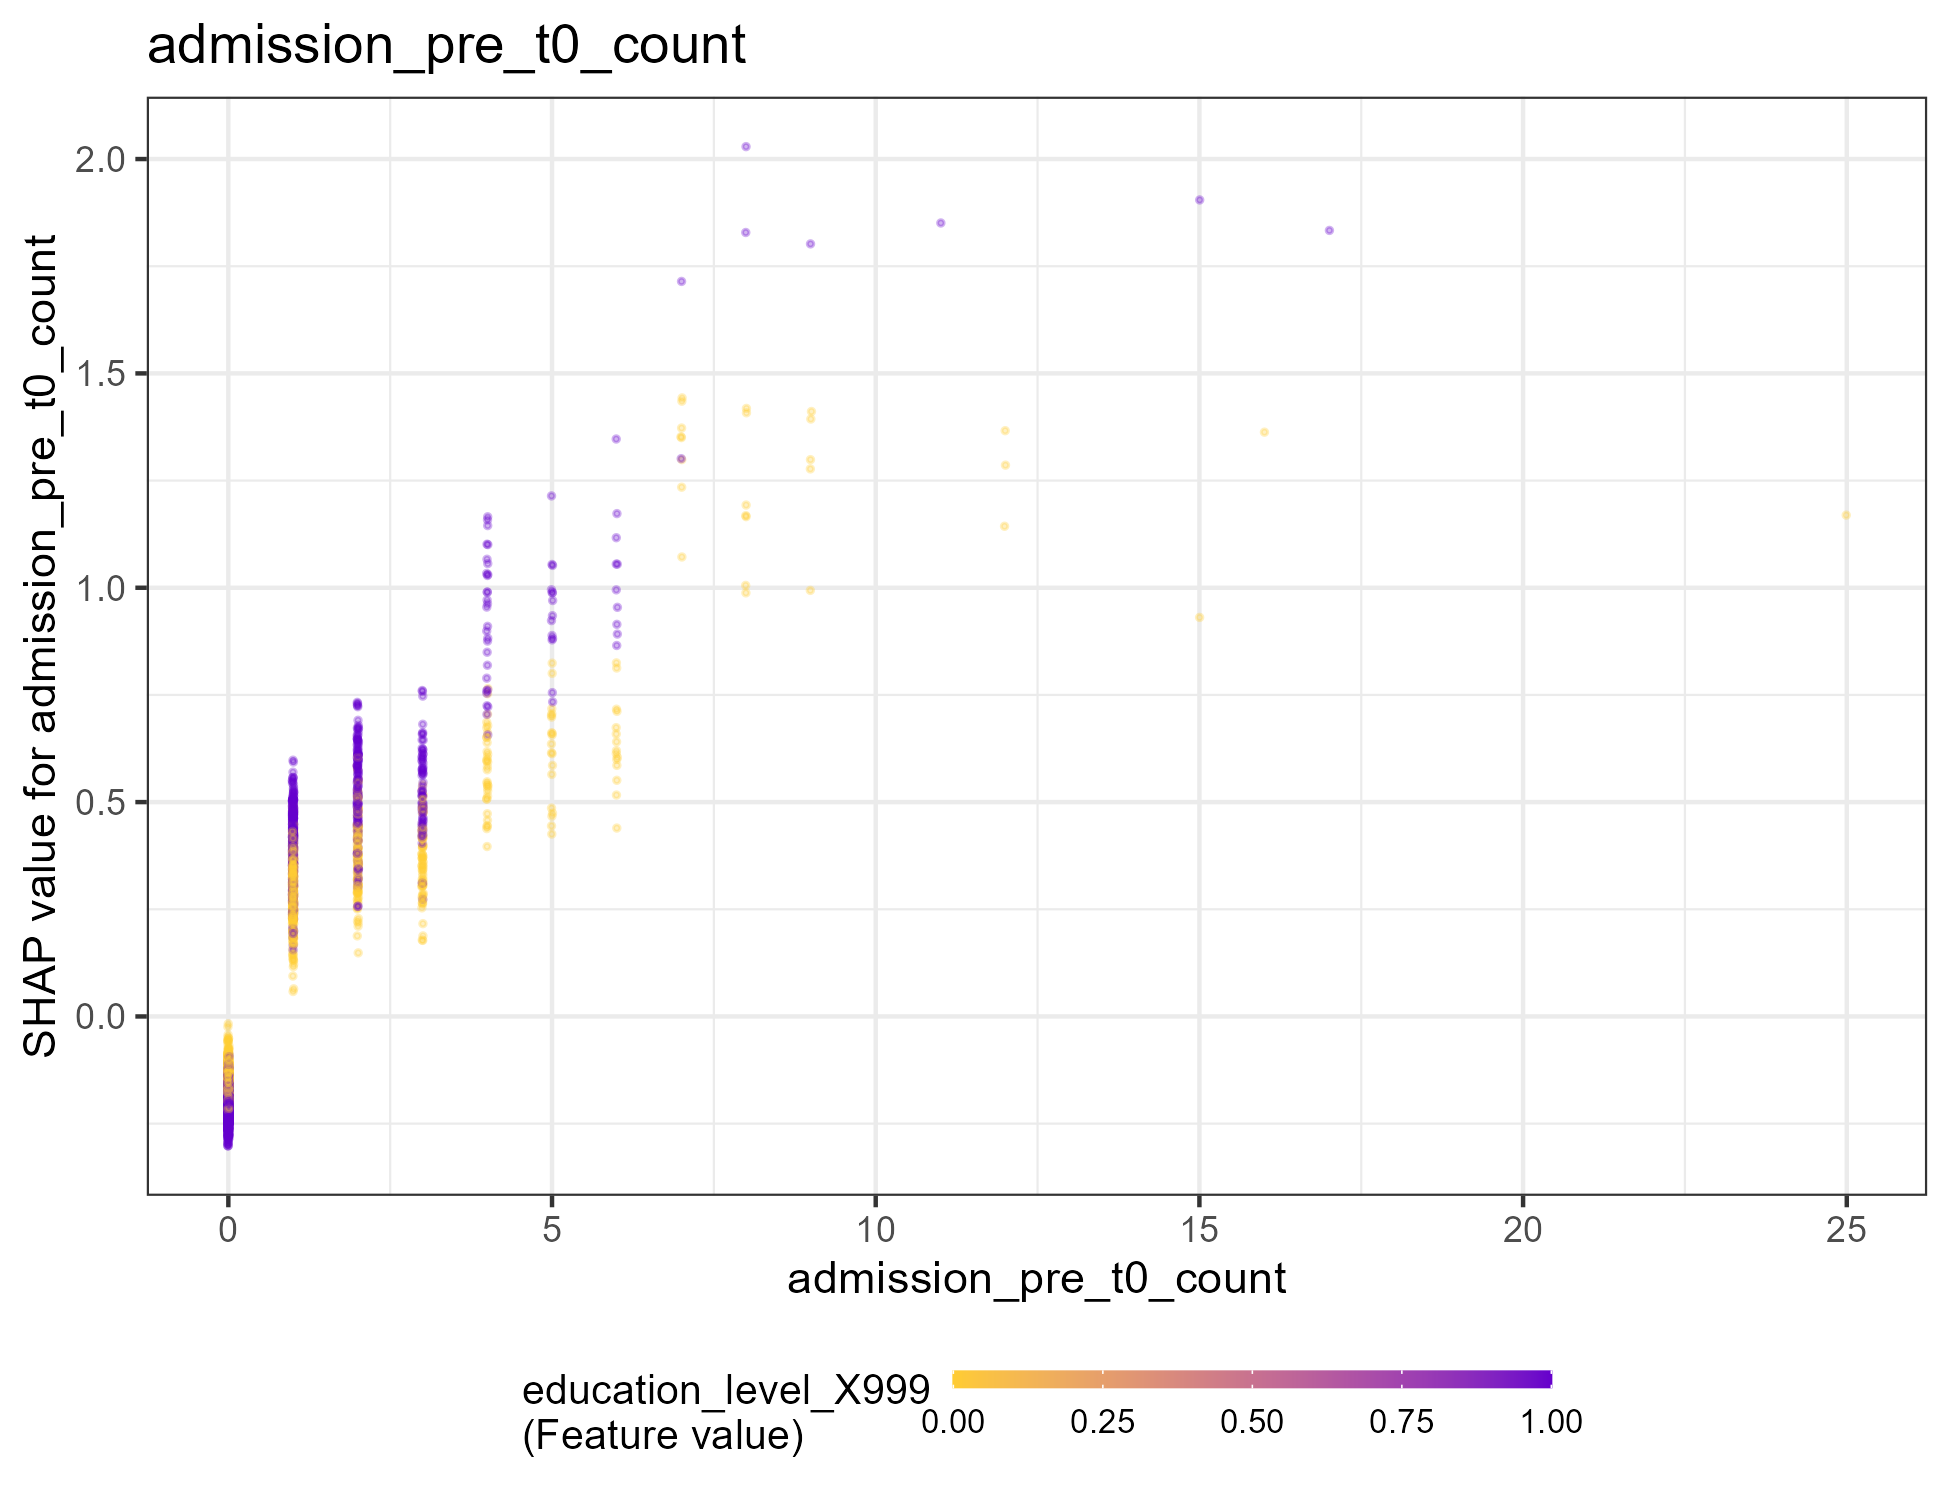 admission_pre_t0_count
SHAP value for admission_pre_t0_count
2.0
1.5
1.0
0.5
0.0
0 5 10 15 20 25
admission_pre_t0_count
education_level_X999
(Feature value)
0.00 0.25 0.50 0.75 1.00